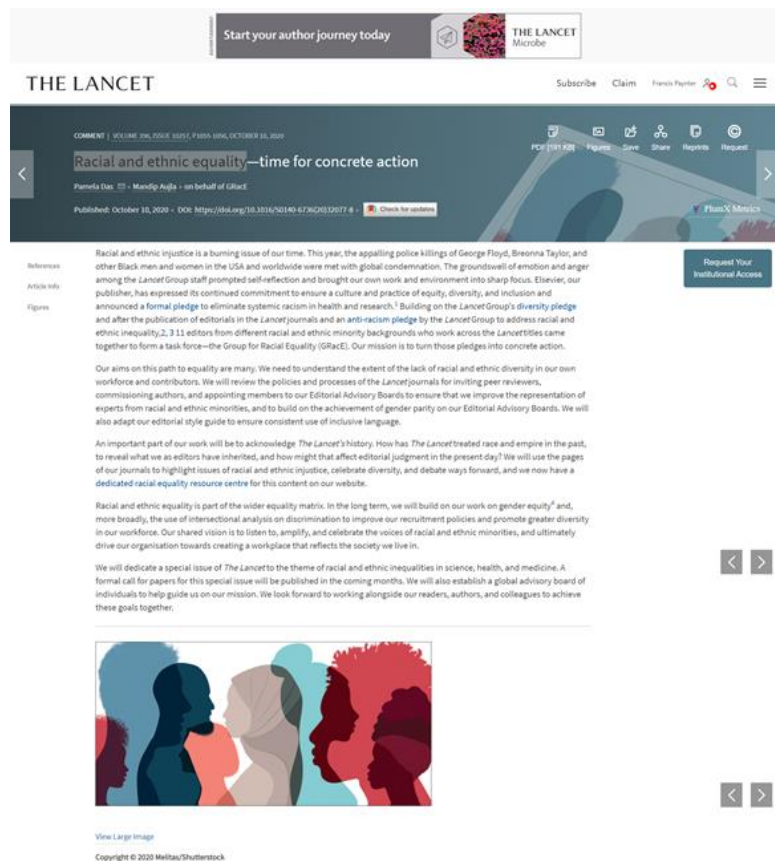 ADVERTISEMENT
Start your author journey today
THE LANCET
Microbe
THE LANCET
Subscribe Claim Francis Paynter
COMMENT | VOLUME 396, ISSUE 10257, P1055-1056, OCTOBER 10, 2020
PDF [191 KB] Figures Save Share Reprints Request
Racial and ethnic equality—time for concrete action
Pamela Das • Mandip Aujla • on behalf of GRacE
Published: October 10, 2020 • DOI: https://doi.org/10.1016/S0140-6736(20)32077-8 • Check for updates
PlumX Metrics
References
Article Info
Figures
Request Your
Institutional Access
Racial and ethnic injustice is a burning issue of our time. This year, the appalling police killings of George Floyd, Breonna Taylor, and
other Black men and women in the USA and worldwide were met with global condemnation. The groundswell of emotion and anger
among the Lancet Group staff prompted self-reflection and brought our own work and environment into sharp focus. Elsevier, our
publisher, has expressed its continued commitment to ensure a culture and practice of equity, diversity, and inclusion and
announced a formal pledge to eliminate systemic racism in health and research.1 Building on the Lancet Group's diversity pledge
and after the publication of editorials in the Lancet journals and an anti-racism pledge by the Lancet Group to address racial and
ethnic inequality,2, 3 11 editors from different racial and ethnic minority backgrounds who work across the Lancet titles came
together to form a task force—the Group for Racial Equality (GRacE). Our mission is to turn those pledges into concrete action.
Our aims on this path to equality are many. We need to understand the extent of the lack of racial and ethnic diversity in our own
workforce and contributors. We will review the policies and processes of the Lancet journals for inviting peer reviewers,
commissioning authors, and appointing members to our Editorial Advisory Boards to ensure that we improve the representation of
experts from racial and ethnic minorities, and to build on the achievement of gender parity on our Editorial Advisory Boards. We will
also adapt our editorial style guide to ensure consistent use of inclusive language.
An important part of our work will be to acknowledge The Lancet's history. How has The Lancet treated race and empire in the past,
to reveal what we as editors have inherited, and how might that affect editorial judgment in the present day? We will use the pages
of our journals to highlight issues of racial and ethnic injustice, celebrate diversity, and debate ways forward, and we now have a
dedicated racial equality resource centre for this content on our website.
Racial and ethnic equality is part of the wider equality matrix. In the long term, we will build on our work on gender equity4 and,
more broadly, the use of intersectional analysis on discrimination to improve our recruitment policies and promote greater diversity
in our workforce. Our shared vision is to listen to, amplify, and celebrate the voices of racial and ethnic minorities, and ultimately
drive our organisation towards creating a workplace that reflects the society we live in.
We will dedicate a special issue of The Lancet to the theme of racial and ethnic inequalities in science, health, and medicine. A
formal call for papers for this special issue will be published in the coming months. We will also establish a global advisory board of
individuals to help guide us on our mission. We look forward to working alongside our readers, authors, and colleagues to achieve
these goals together.
View Large Image
Copyright © 2020 Melitas/Shutterstock